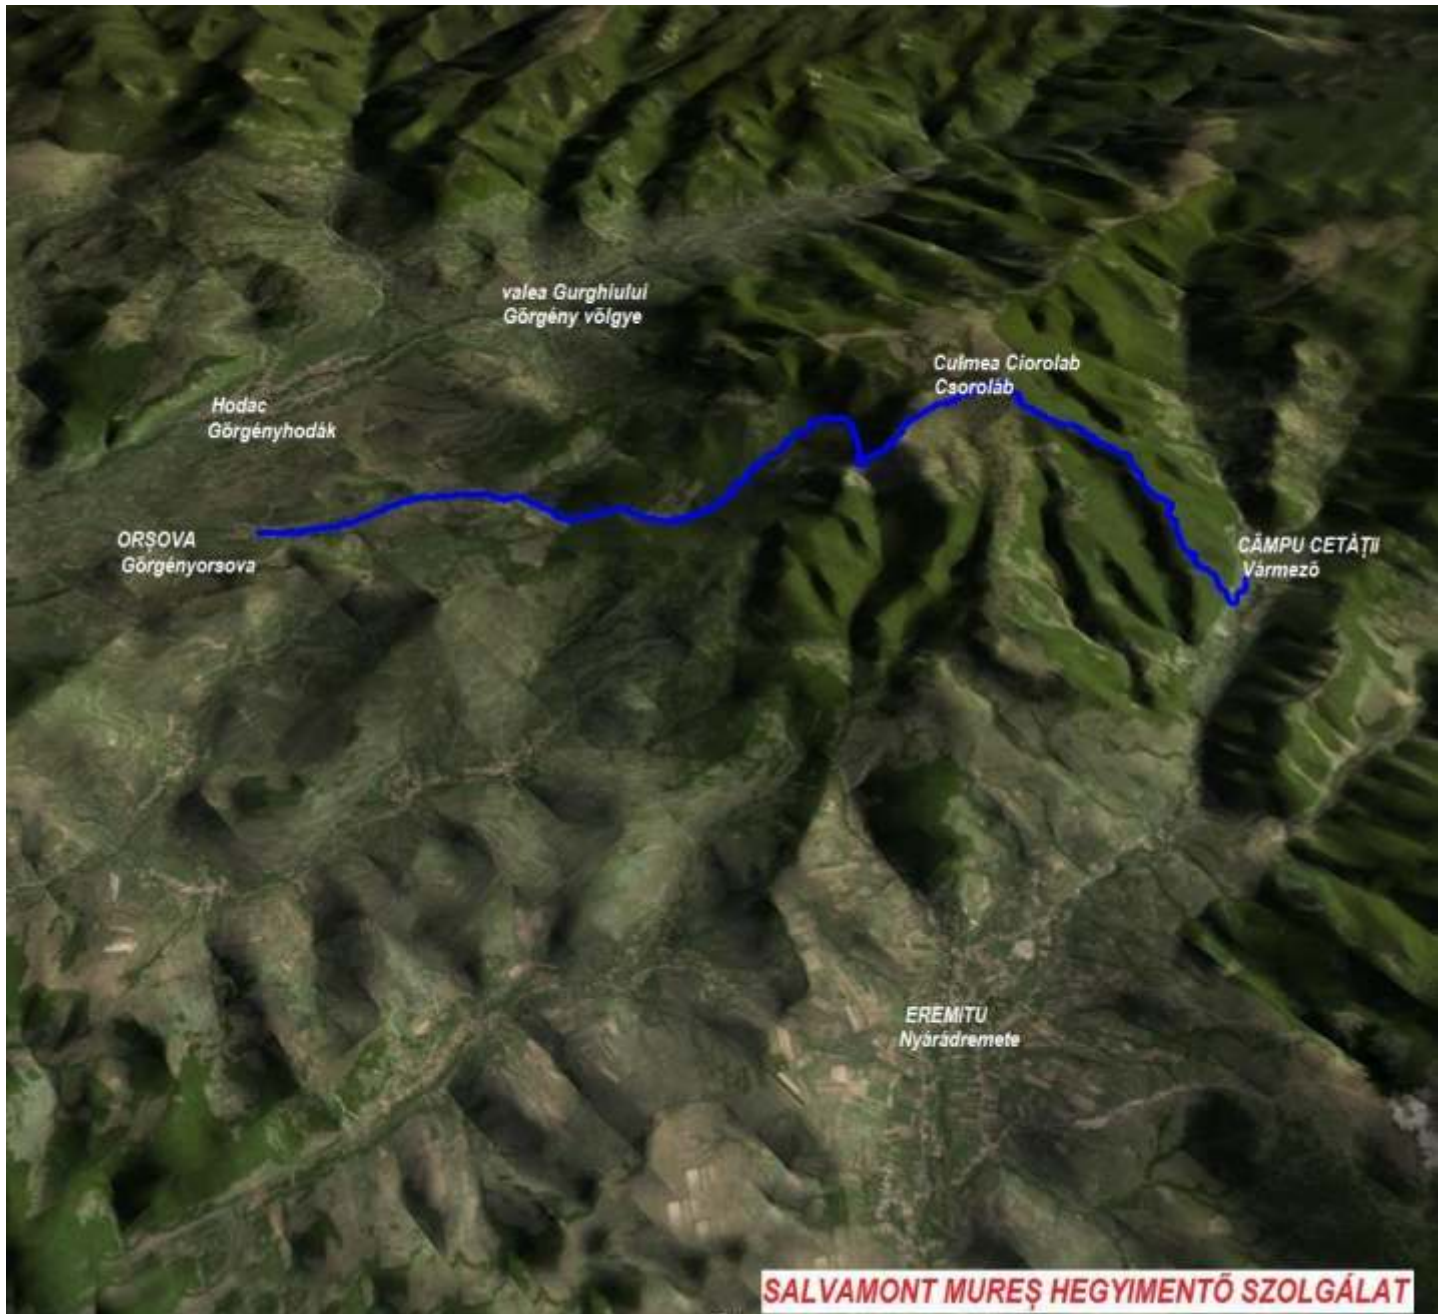 valea Gurghiului
Görgény völgye
Culmea Ciorolab
Csoroláb
Hodac
Görgényhodák
ORȘOVA
Görgényorsova
CÂMPU CETĂȚII
Vármező
EREMITU
Nyárádremete
SALVAMONT MUREȘ HEGYIMENTŐ SZOLGÁLAT